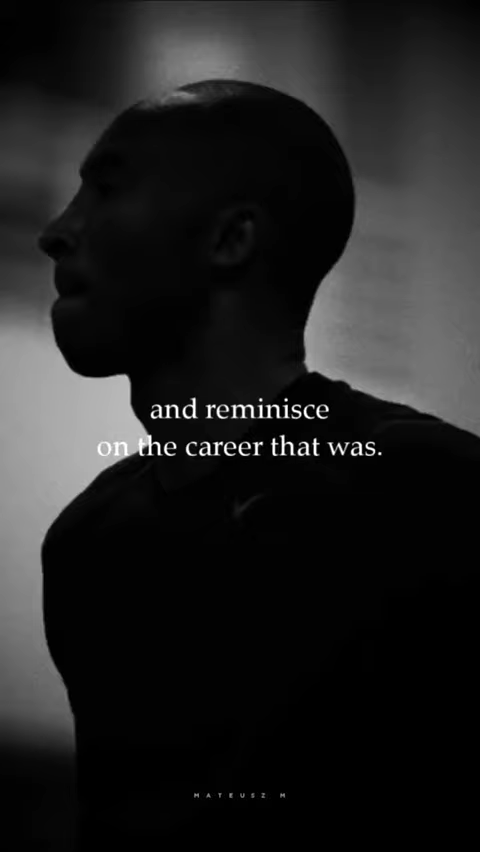 and reminisce
on the career that was.
MATEUSZ M